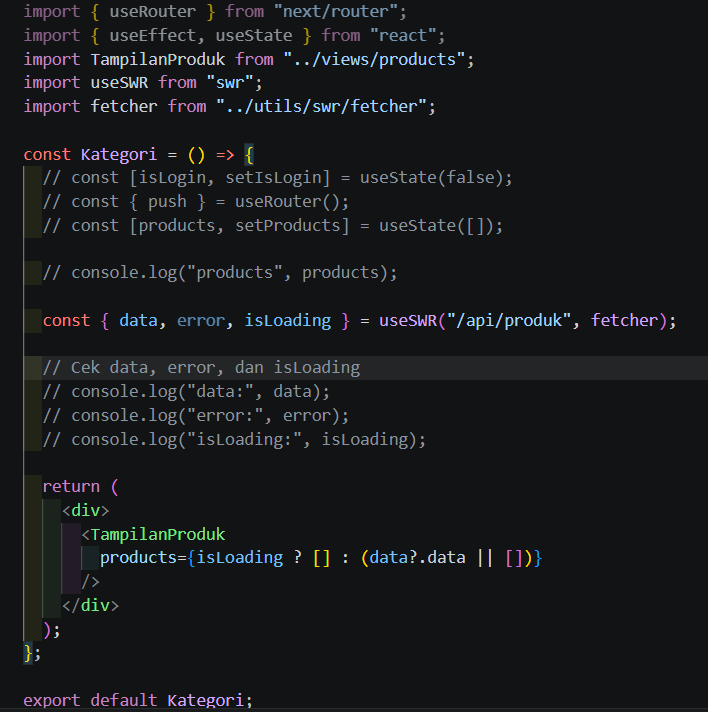 import { useRouter } from "next/router";
import { useEffect, useState } from "react";
import TampilanProduk from "../views/products";
import useSWR from "swr";
import fetcher from "../utils/swr/fetcher";

const Kategori = () => {
  // const [isLogin, setIsLogin] = useState(false);
  // const { push } = useRouter();
  // const [products, setProducts] = useState([]);

  // console.log("products", products);

  const { data, error, isLoading } = useSWR("/api/produk", fetcher);

  // Cek data, error, dan isLoading
  // console.log("data:", data);
  // console.log("error:", error);
  // console.log("isLoading:", isLoading);

  return (
    <div>
      <TampilanProduk
        products={isLoading ? [] : (data?.data || [])}
      />
    </div>
  );
};

export default Kategori;